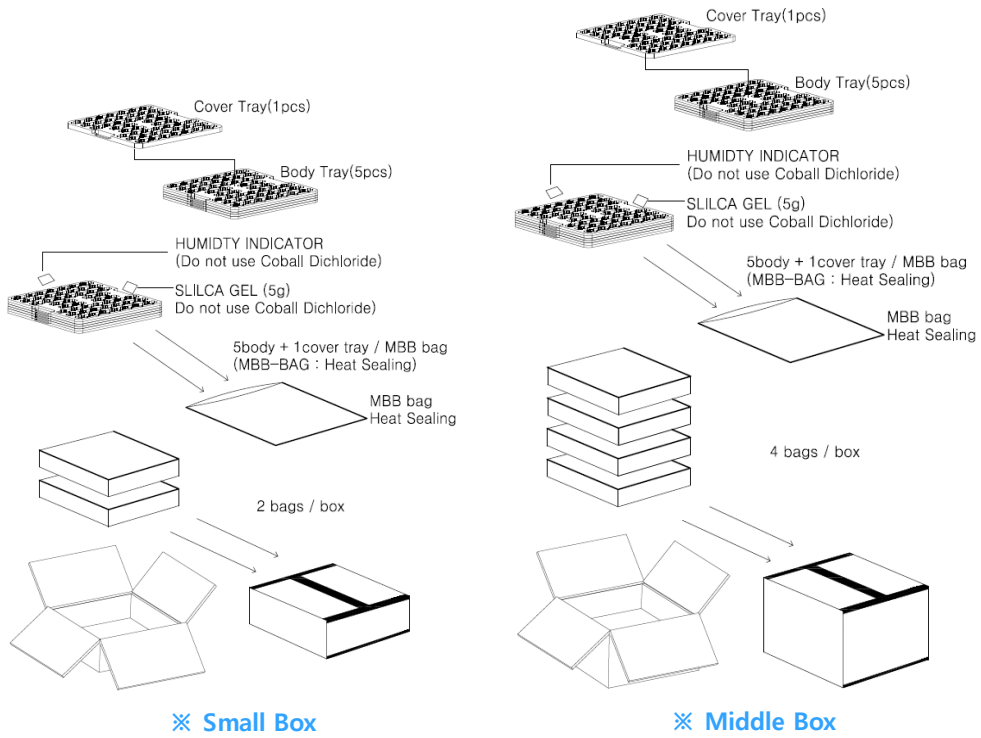 Cover Tray(1pcs)
Body Tray(5pcs)
HUMIDTY INDICATOR
(Do not use Coball Dichloride)
SLILCA GEL (5g)
Do not use Coball Dichloride)
5body + 1cover tray / MBB bag
(MBB-BAG : Heat Sealing)
MBB bag
Heat Sealing
2 bags / box
※ Small Box
Cover Tray(1pcs)
Body Tray(5pcs)
HUMIDTY INDICATOR
(Do not use Coball Dichloride)
SLILCA GEL (5g)
Do not use Coball Dichloride)
5body + 1cover tray / MBB bag
(MBB-BAG : Heat Sealing)
MBB bag
Heat Sealing
4 bags / box
※ Middle Box